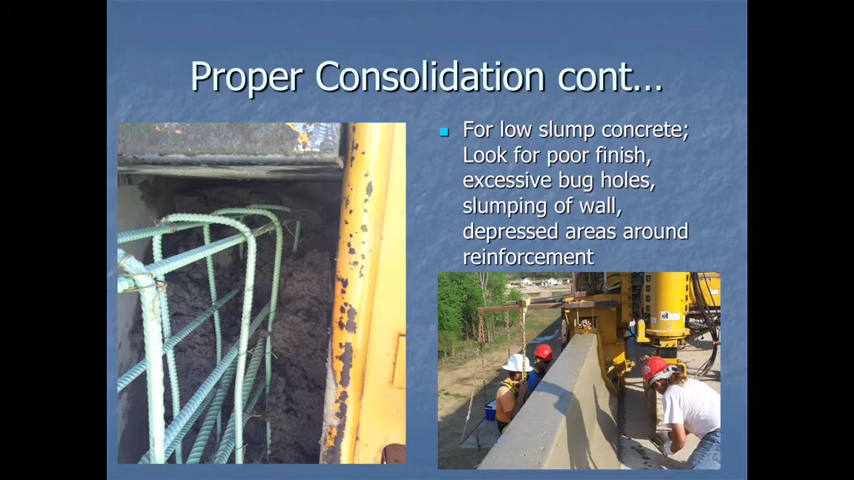 Proper Consolidation cont...
For low slump concrete;
Look for poor finish,
excessive bug holes,
slumping of wall,
depressed areas around
reinforcement